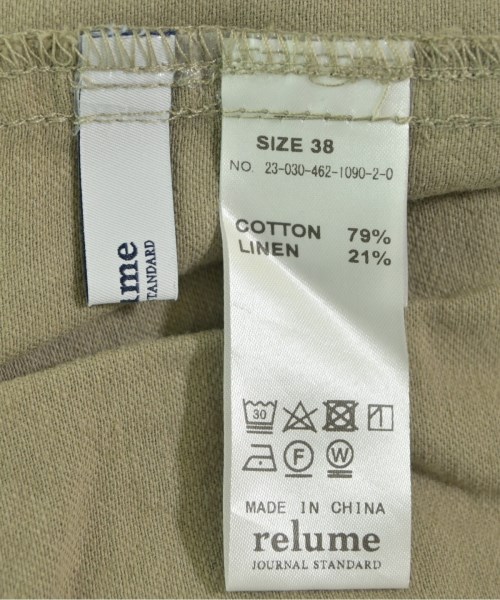 SIZE 38
NO. 23-030-462-1090-2-0
COTTON 79%
LINEN 21%
30
F W
MADE IN CHINA
relume
JOURNAL STANDARD
ume
STANDARD